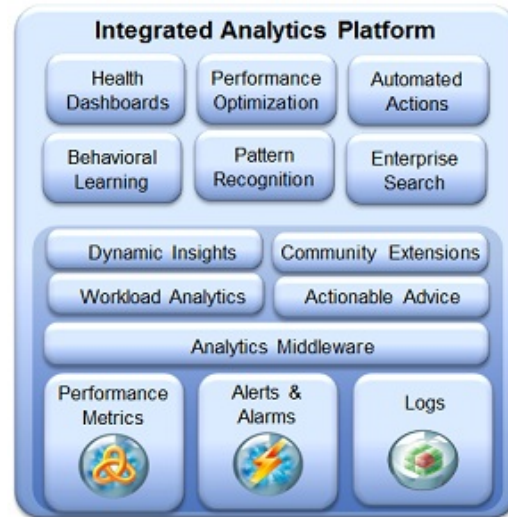 Integrated Analytics Platform
Health
Dashboards
Performance
Optimization
Automated
Actions
Behavioral
Learning
Pattern
Recognition
Enterprise
Search
Dynamic Insights
Community Extensions
Workload Analytics
Actionable Advice
Analytics Middleware
Performance
Metrics
Alerts &
Alarms
Logs